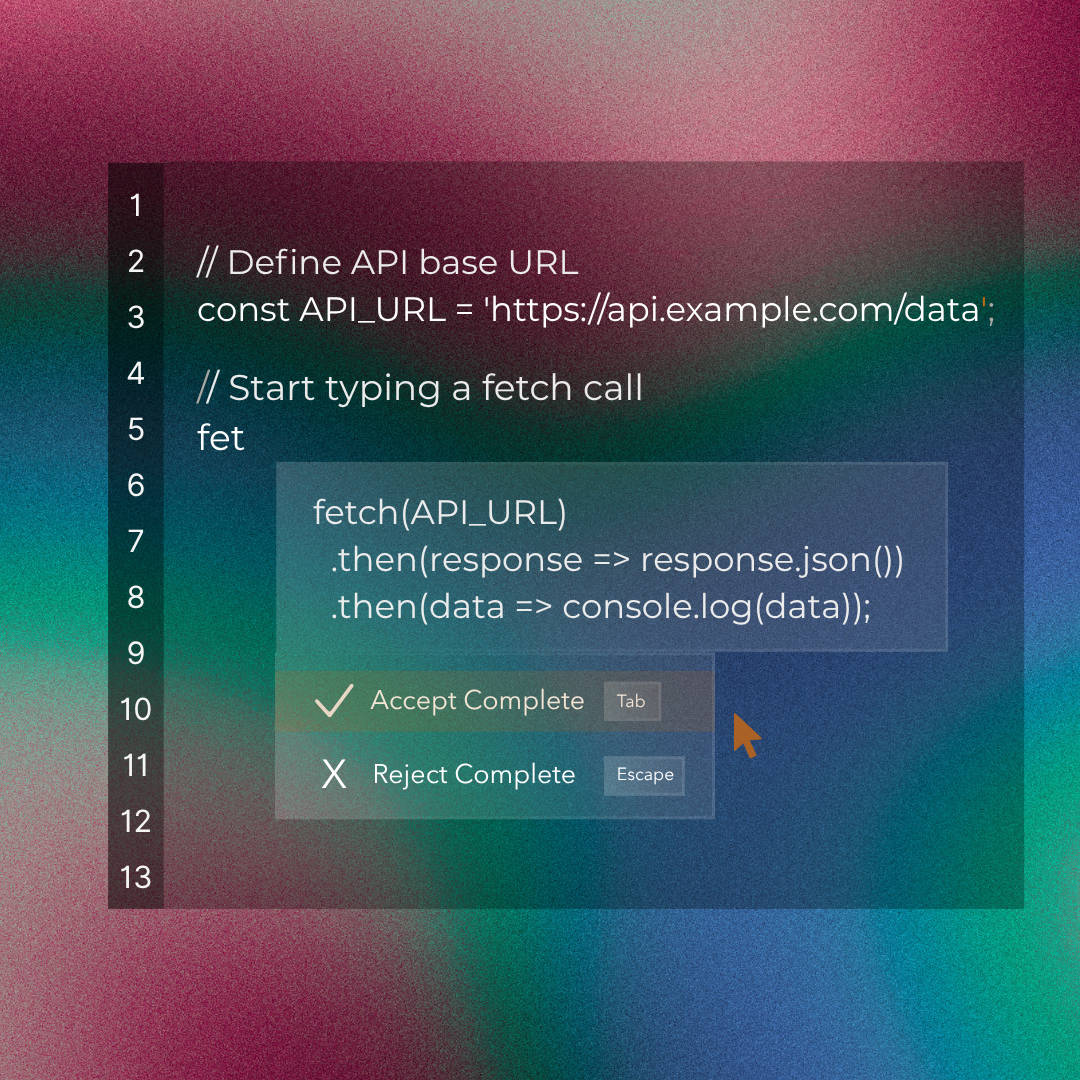 1
2
// Define API base URL
3
const API_URL = 'https://api.example.com/data';
4
// Start typing a fetch call
5
fet
6
fetch(API_URL)
7
.then(response => response.json())
8
.then(data => console.log(data));
9
10
Accept Complete Tab
11
X Reject Complete Escape
12
13